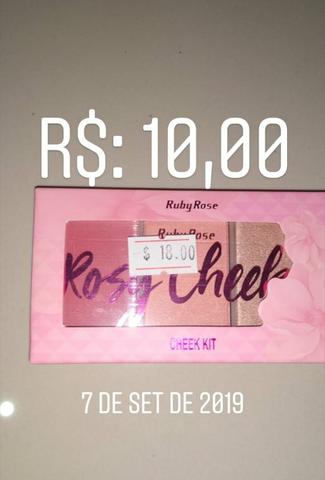 R$: 10,00
Ruby Rose
Ruby Rose
$ 18.00
Rosy Cheek
CHEEK KIT
7 DE SET DE 2019